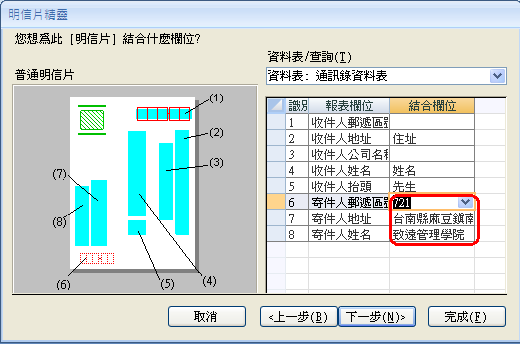 明信片精靈
您想為此 [明信片] 結合什麼欄位?
資料表/查詢(T)
普通明信片
資料表: 通訊錄資料表
(1)
(2)
(3)
(7)
(8)
(6)
(5)
(4)
識別 報表欄位 結合欄位
1 收件人郵遞區號
2 收件人地址 住址
3 收件人公司名稱
4 收件人姓名 姓名
5 收件人抬頭 先生
6 寄件人郵遞區號 721
7 寄件人地址 台南縣麻豆鎮南
8 寄件人姓名 致遠管理學院
取消 <上一步(B) 下一步(N)> 完成(F)